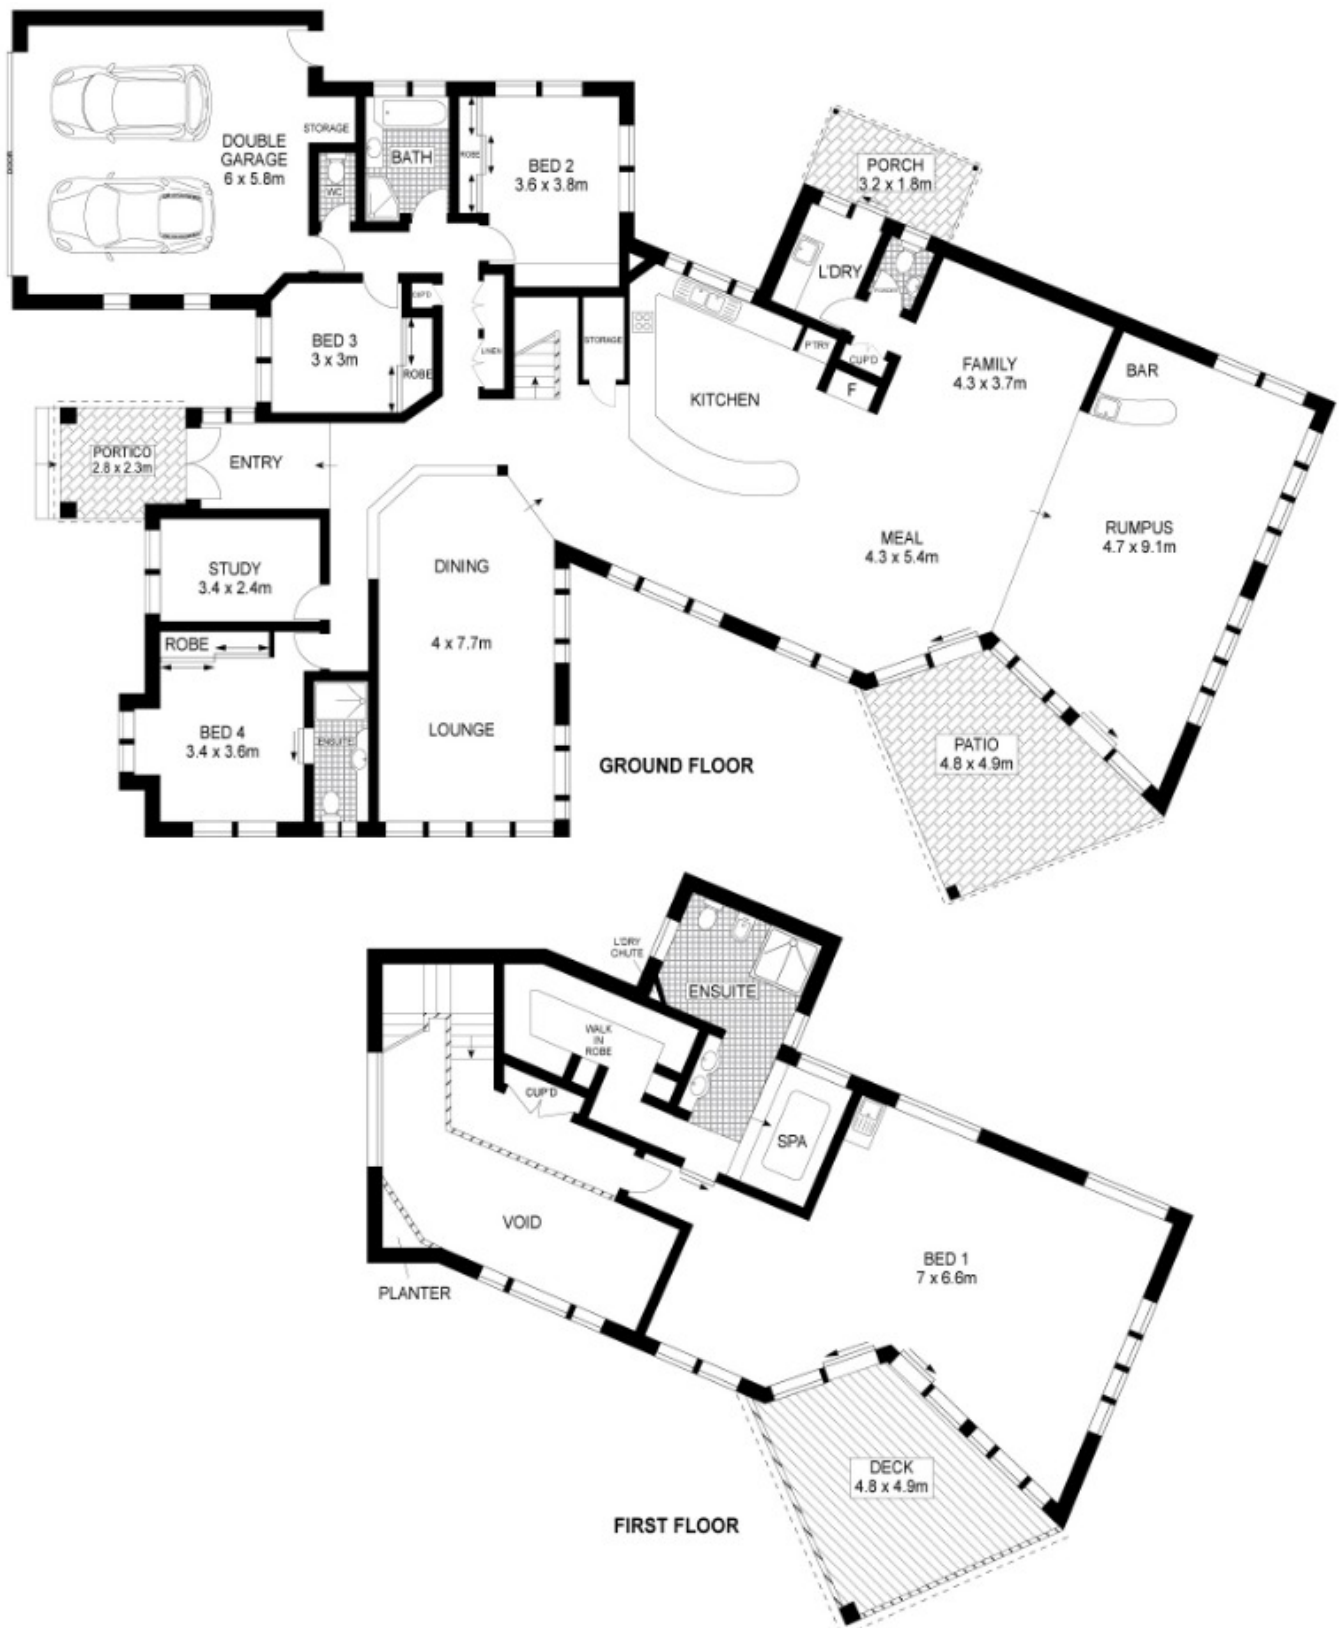 DOOR
DOUBLE
GARAGE
6 x 5.8m
STORAGE
WC
BATH
ROBE
BED 2
3.6 x 3.8m
PORCH
3.2 x 1.8m
L'DRY
POWDER
CUP'D
BED 3
3 x 3m
ROBE
LINEN
STORAGE
KITCHEN
P'TRY
CUP'D
F
FAMILY
4.3 x 3.7m
BAR
PORTICO
2.8 x 2.3m
ENTRY
STUDY
3.4 x 2.4m
DINING
4 x 7.7m
LOUNGE
MEAL
4.3 x 5.4m
RUMPUS
4.7 x 9.1m
ROBE
BED 4
3.4 x 3.6m
ENSUITE
PATIO
4.8 x 4.9m
GROUND FLOOR
L'DRY
CHUTE
ENSUITE
WALK
IN
ROBE
CUP'D
SPA
VOID
PLANTER
BED 1
7 x 6.6m
DECK
4.8 x 4.9m
FIRST FLOOR